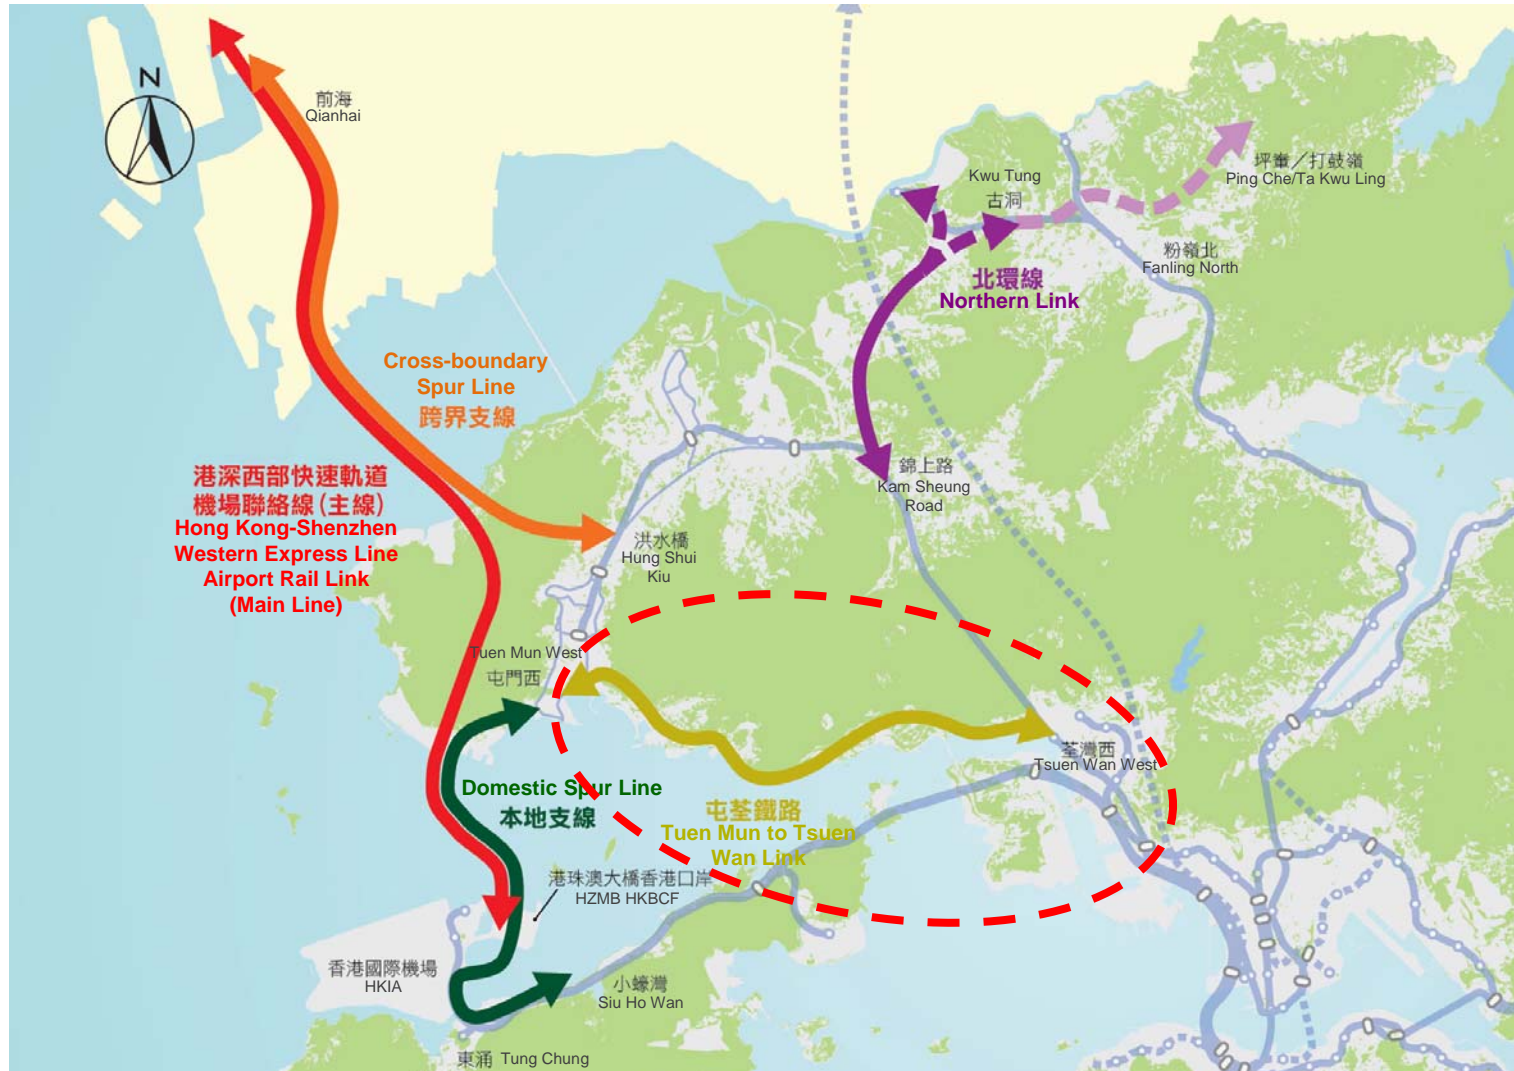 N
前海
Qianhai
Kwu Tung
古洞
坪輋／打鼓嶺
Ping Che/Ta Kwu Ling
粉嶺北
Fanling North
北環線
Northern Link
Cross-boundary
Spur Line
跨界支線
港深西部快速軌道
機場聯絡線(主線)
Hong Kong-Shenzhen
Western Express Line
Airport Rail Link
(Main Line)
錦上路
Kam Sheung
Road
洪水橋
Hung Shui
Kiu
Tuen Mun West
屯門西
荃灣西
Tsuen Wan West
Domestic Spur Line
本地支線
屯荃鐵路
Tuen Mun to Tsuen
Wan Link
港珠澳大橋香港口岸
HZMB HKBCF
香港國際機場
HKIA
小蠔灣
Siu Ho Wan
東涌 Tung Chung